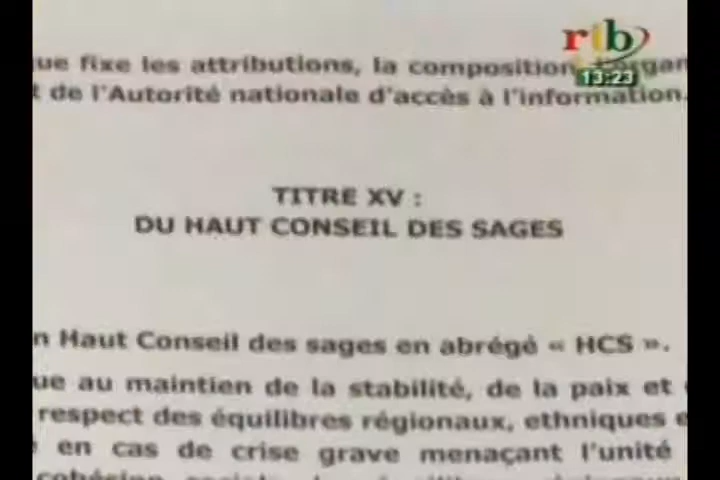 rtb
13:23
que fixe les attributions, la composition,
t de l'Autorité nationale d'accès à l'information.
TITRE XV :
DU HAUT CONSEIL DES SAGES
n Haut Conseil des sages en abrégé « HCS ».
ue au maintien de la stabilité, de la paix et
respect des équilibres régionaux, ethniques e
en cas de crise grave menaçant l'unité
cohésion